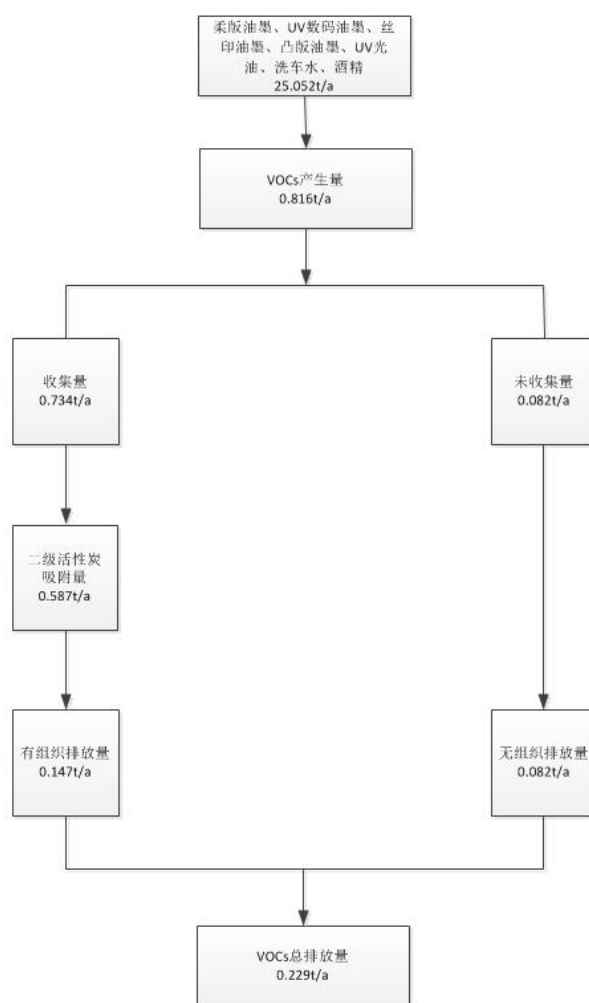 柔版油墨、UV数码油墨、丝
印油墨、凸版油墨、UV光
油、洗车水、酒精
25.052t/a
VOCs产生量
0.816t/a
收集量
0.734t/a
未收集量
0.082t/a
二级活性炭
吸附量
0.587t/a
有组织排放量
0.147t/a
无组织排放量
0.082t/a
VOCs总排放量
0.229t/a